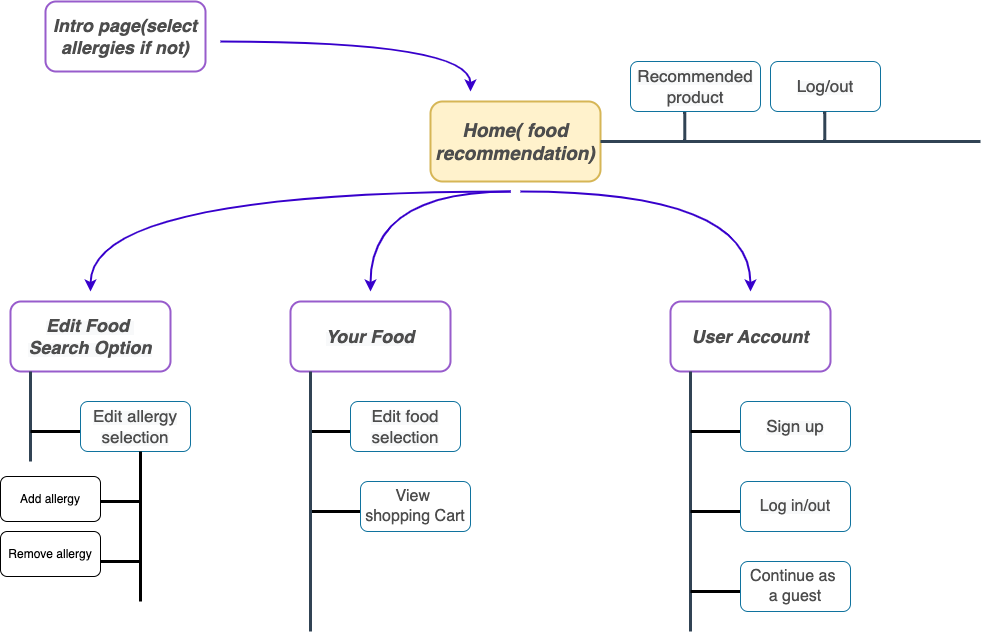 Intro page(select
allergies if not)
Recommended
product
Log/out
Home( food
recommendation)
Edit Food
Search Option
Your Food
User Account
Edit allergy
selection
Edit food
selection
Sign up
Add allergy
View
shopping Cart
Log in/out
Remove allergy
Continue as
a guest